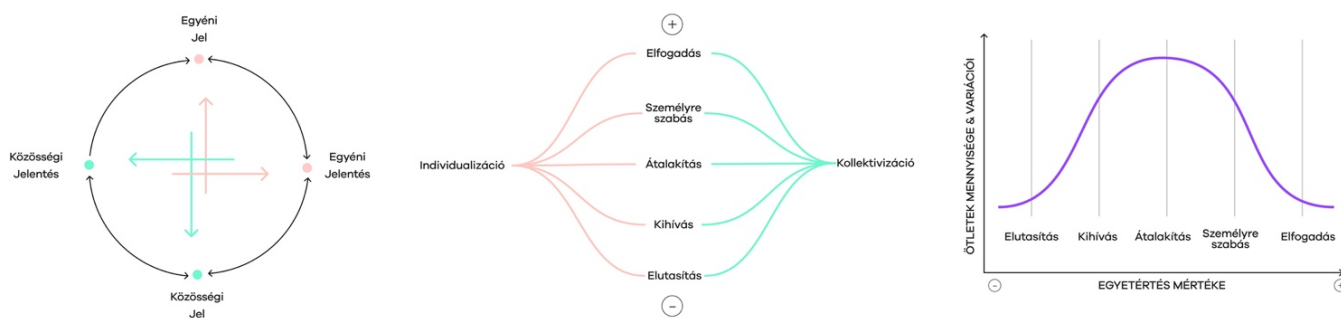 Egyéni
Jel
Közösségi
Jelentés
Egyéni
Jelentés
Közösségi
Jel
+
Elfogadás
Személyre
szabás
Individualizáció
Átalakítás
Kollektivizáció
Kihívás
Elutasítás
-
ÖTLETEK MENNYISÉGE & VARIÁCIÓI
Elutasítás
Kihívás
Átalakítás
Személyre
szabás
Elfogadás
-
EGYETÉRTÉS MÉRTÉKE
+